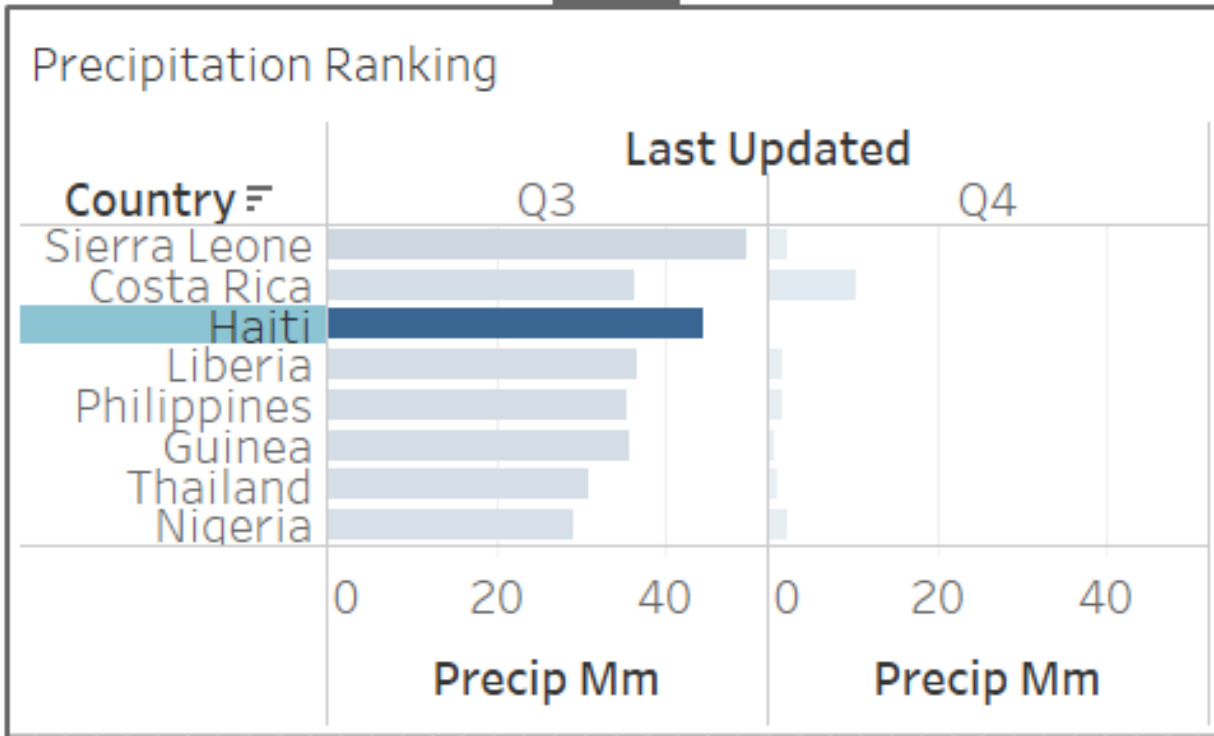 Precipitation Ranking
Last Updated
Country Q3 Q4
Sierra Leone
Costa Rica
Haiti
Liberia
Philippines
Guinea
Thailand
Nigeria
0 20 40 0 20 40
Precip Mm Precip Mm